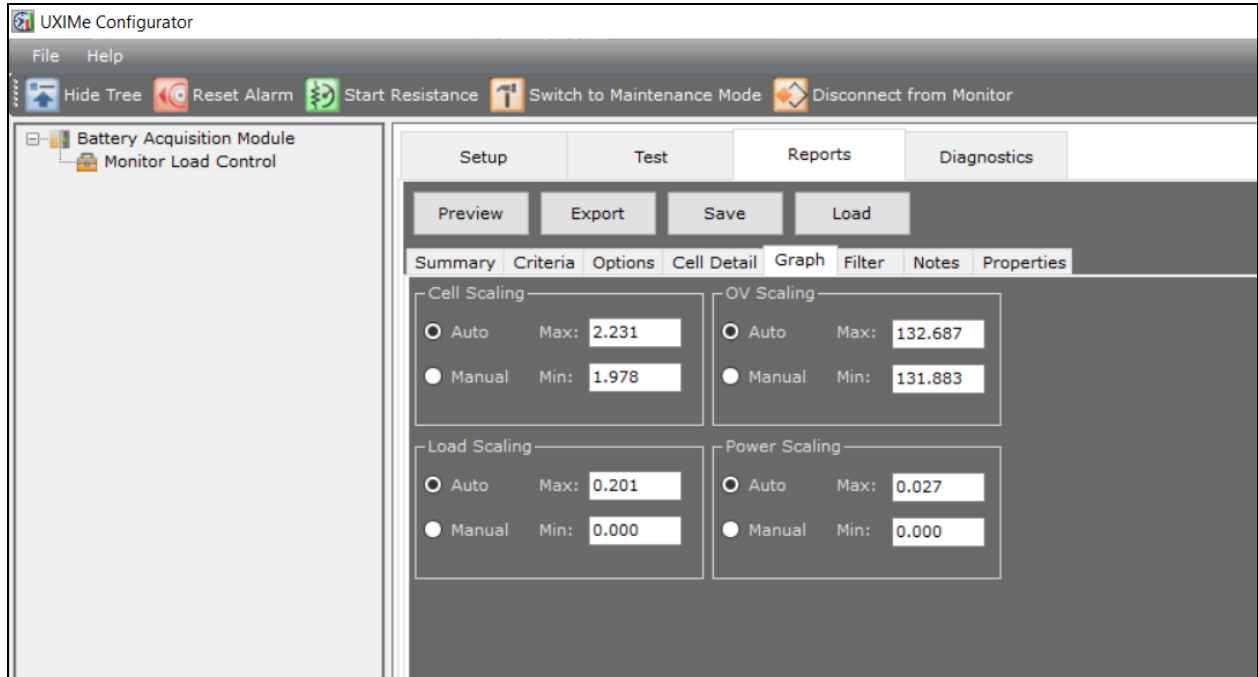 UXIMe Configurator
File Help
Hide Tree Reset Alarm Start Resistance Switch to Maintenance Mode Disconnect from Monitor
Battery Acquisition Module
Monitor Load Control
Setup Test Reports Diagnostics
Preview Export Save Load
Summary Criteria Options Cell Detail Graph Filter Notes Properties
Cell Scaling OV Scaling
Auto Max: 2.231 Auto Max: 132.687
Manual Min: 1.978 Manual Min: 131.883
Load Scaling Power Scaling
Auto Max: 0.201 Auto Max: 0.027
Manual Min: 0.000 Manual Min: 0.000